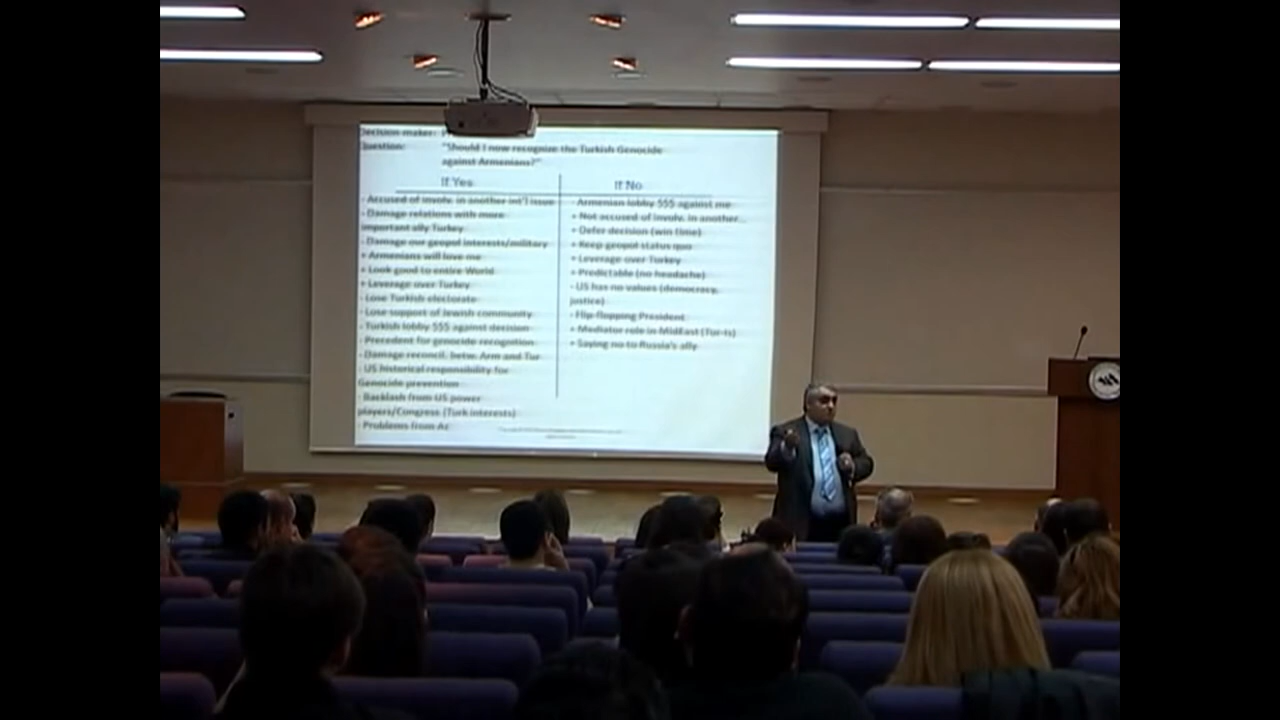 Decision maker:
Question: "Should I now recognize the Turkish Genocide
against Armenians?"
If Yes
- Accused of involv. in another int'l issue
- Damage relations with more
important ally Turkey
- Damage our geopol interests/military
+ Armenians will love me
+ Look good to entire World
+ Leverage over Turkey
- Lose Turkish electorate
- Lose support of Jewish community
- Turkish lobby $$$ against decision
- Precedent for genocide recognition
- Damage reconcil. betw. Arm and Tur
- US historical responsibility for
Genocide prevention
- Backlash from US power
players/Congress (Turk interests)
- Problems from Ac
If No
- Armenian lobby $$$ against me
+ Not accused of involv. in another...
+ Defer decision (win time)
+ Keep geopol status quo
+ Leverage over Turkey
+ Predictable (no headache)
- US has no values (democracy,
justice)
- Flip-flopping President
+ Mediator role in MidEast (Tur-Is)
+ Saying no to Russia's ally